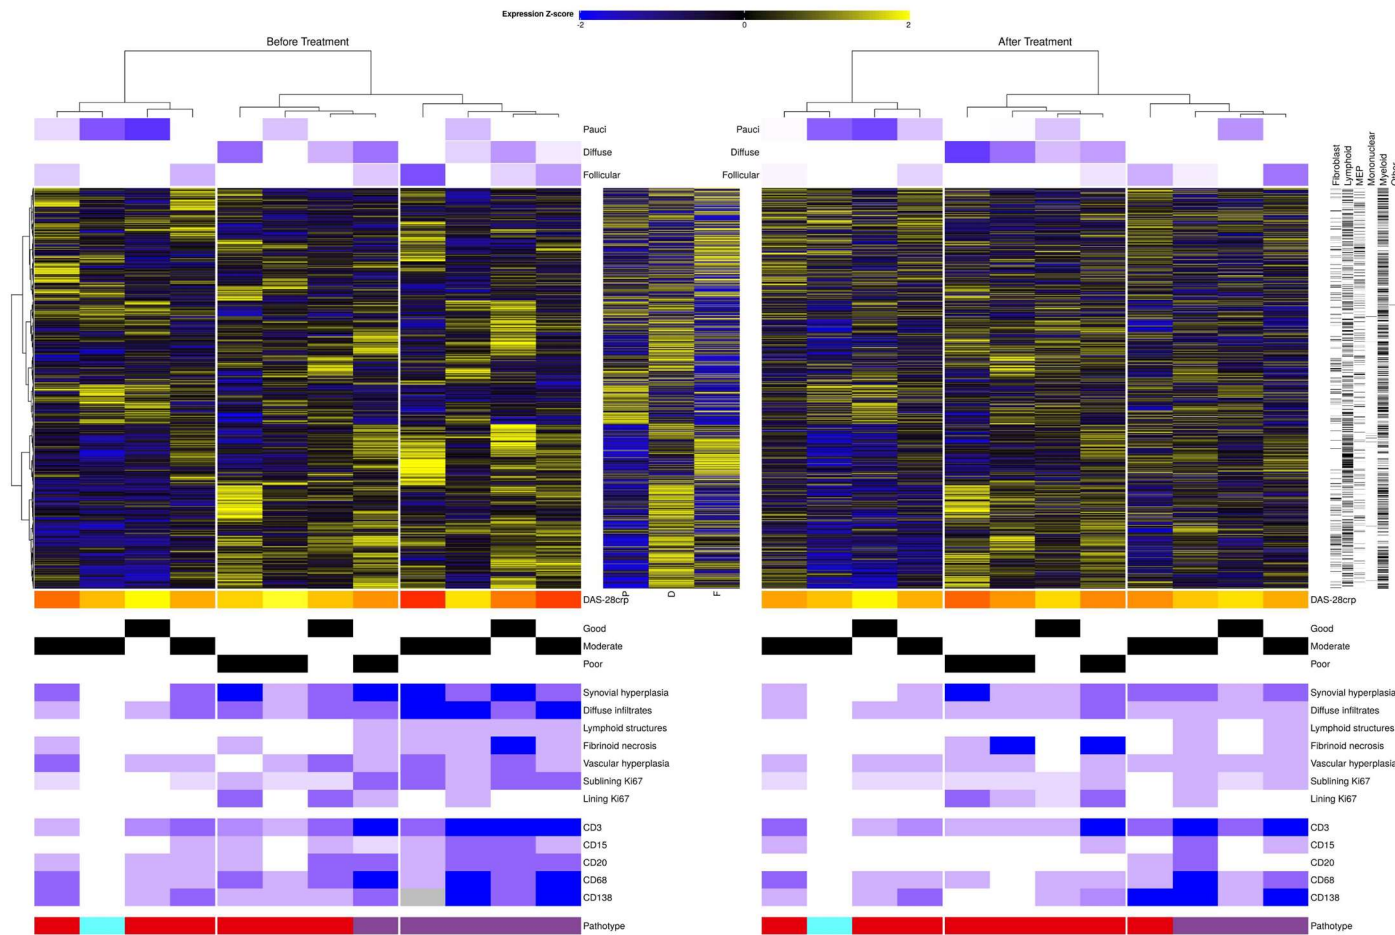 Expression Z-score
-2 0 2
Before Treatment After Treatment
Pauci Pauci
Diffuse Diffuse
Follicular Follicular
Fibroblast
Lymphoid
MEP
Mononuclear
Myeloid
Other
P D F
DAS-28crp DAS-28crp
Good Good
Moderate Moderate
Poor Poor
Synovial hyperplasia Synovial hyperplasia
Diffuse infiltrates Diffuse infiltrates
Lymphoid structures Lymphoid structures
Fibrinoid necrosis Fibrinoid necrosis
Vascular hyperplasia Vascular hyperplasia
Sublining Ki67 Sublining Ki67
Lining Ki67 Lining Ki67
CD3 CD3
CD15 CD15
CD20 CD20
CD68 CD68
CD138 CD138
Pathotype Pathotype